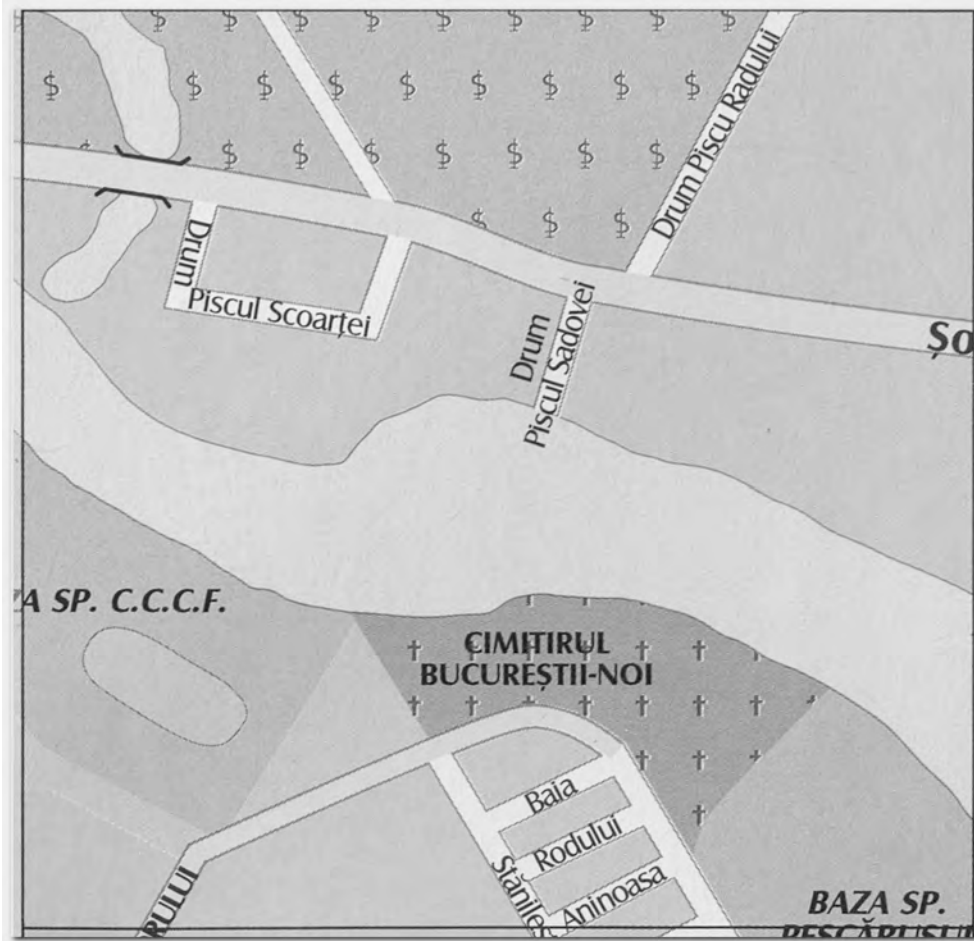 Drum Piscu Radului
Drum
Piscul Scoarței
Șo
Drum
Piscul Sadovei
A SP. C.C.C.F.
CIMITIRUL
BUCUREȘTII-NOI
Baia
Rodului
Aninoasa
Stănile
RULUI
BAZA SP.